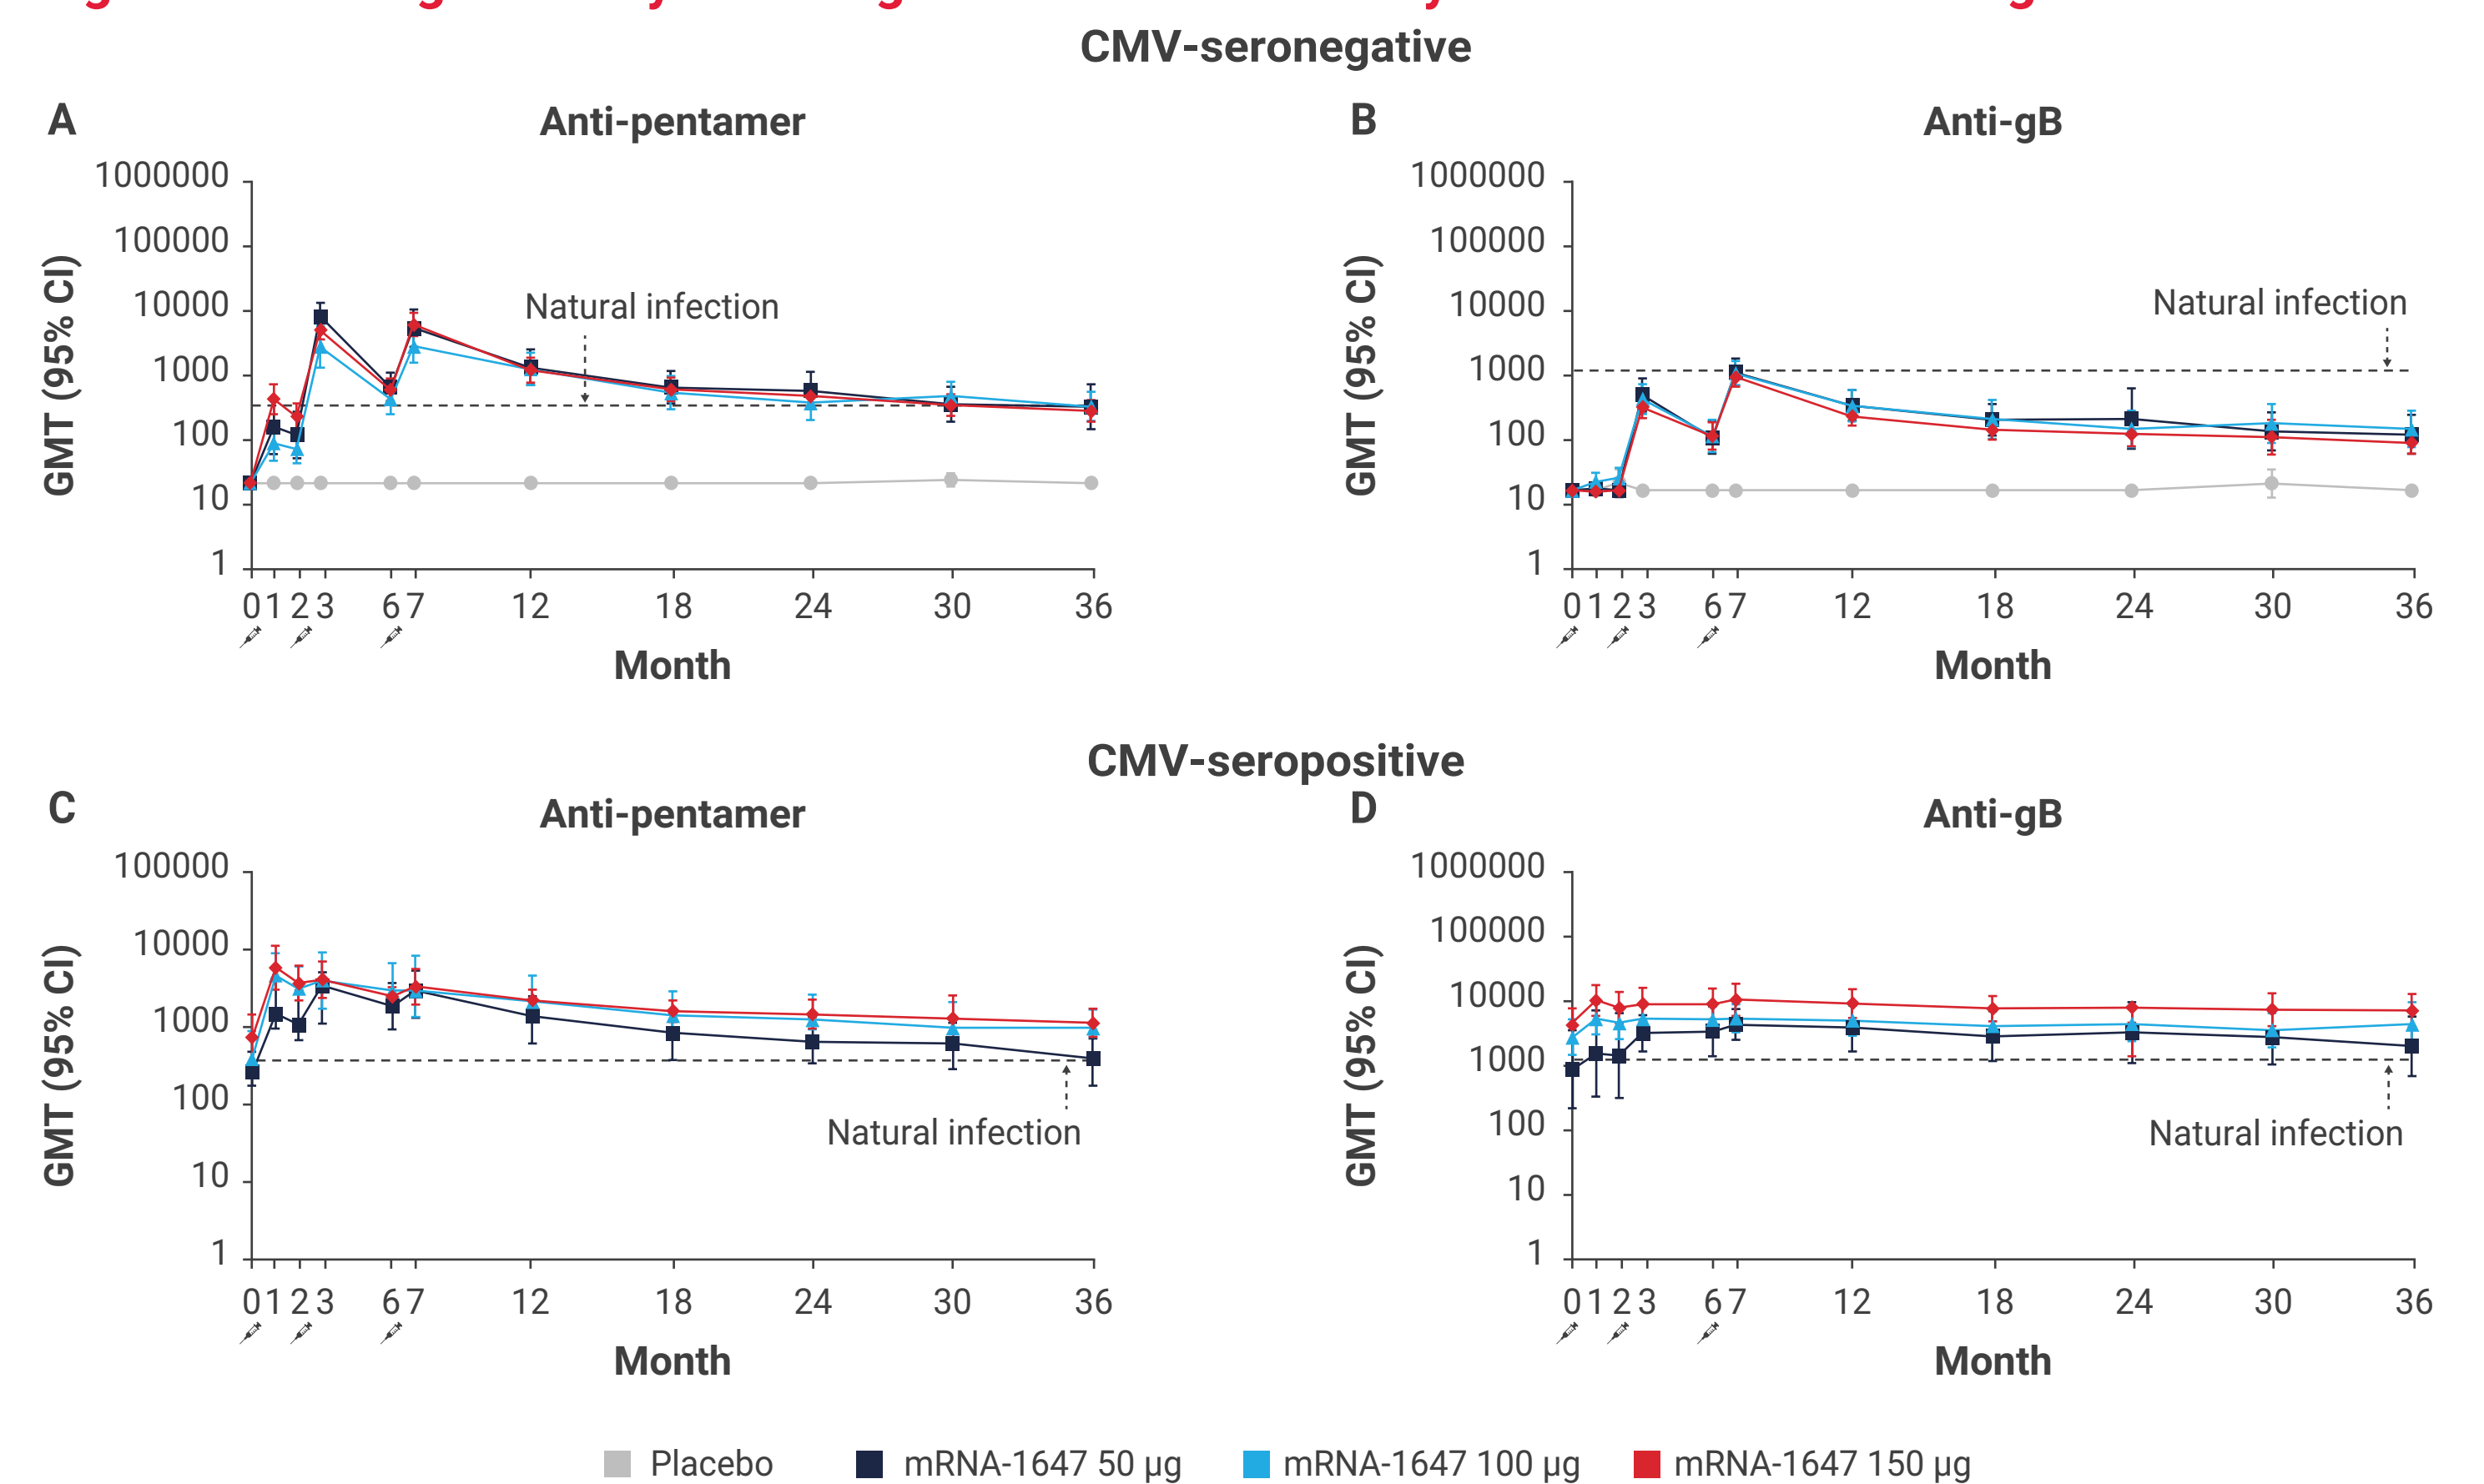 CMV-seronegative
A
Anti-pentamer
GMT (95% CI)
1000000
100000
10000
1000
100
10
1
Natural infection
0 1 2 3 6 7 12 18 24 30 36
Month
B
Anti-gB
GMT (95% CI)
1000000
100000
10000
1000
100
10
1
Natural infection
0 1 2 3 6 7 12 18 24 30 36
Month
CMV-seropositive
C
Anti-pentamer
GMT (95% CI)
100000
10000
1000
100
10
1
Natural infection
0 1 2 3 6 7 12 18 24 30 36
Month
D
Anti-gB
GMT (95% CI)
1000000
100000
10000
1000
100
10
1
Natural infection
0 1 2 3 6 7 12 18 24 30 36
Month
Placebo mRNA-1647 50 µg mRNA-1647 100 µg mRNA-1647 150 µg